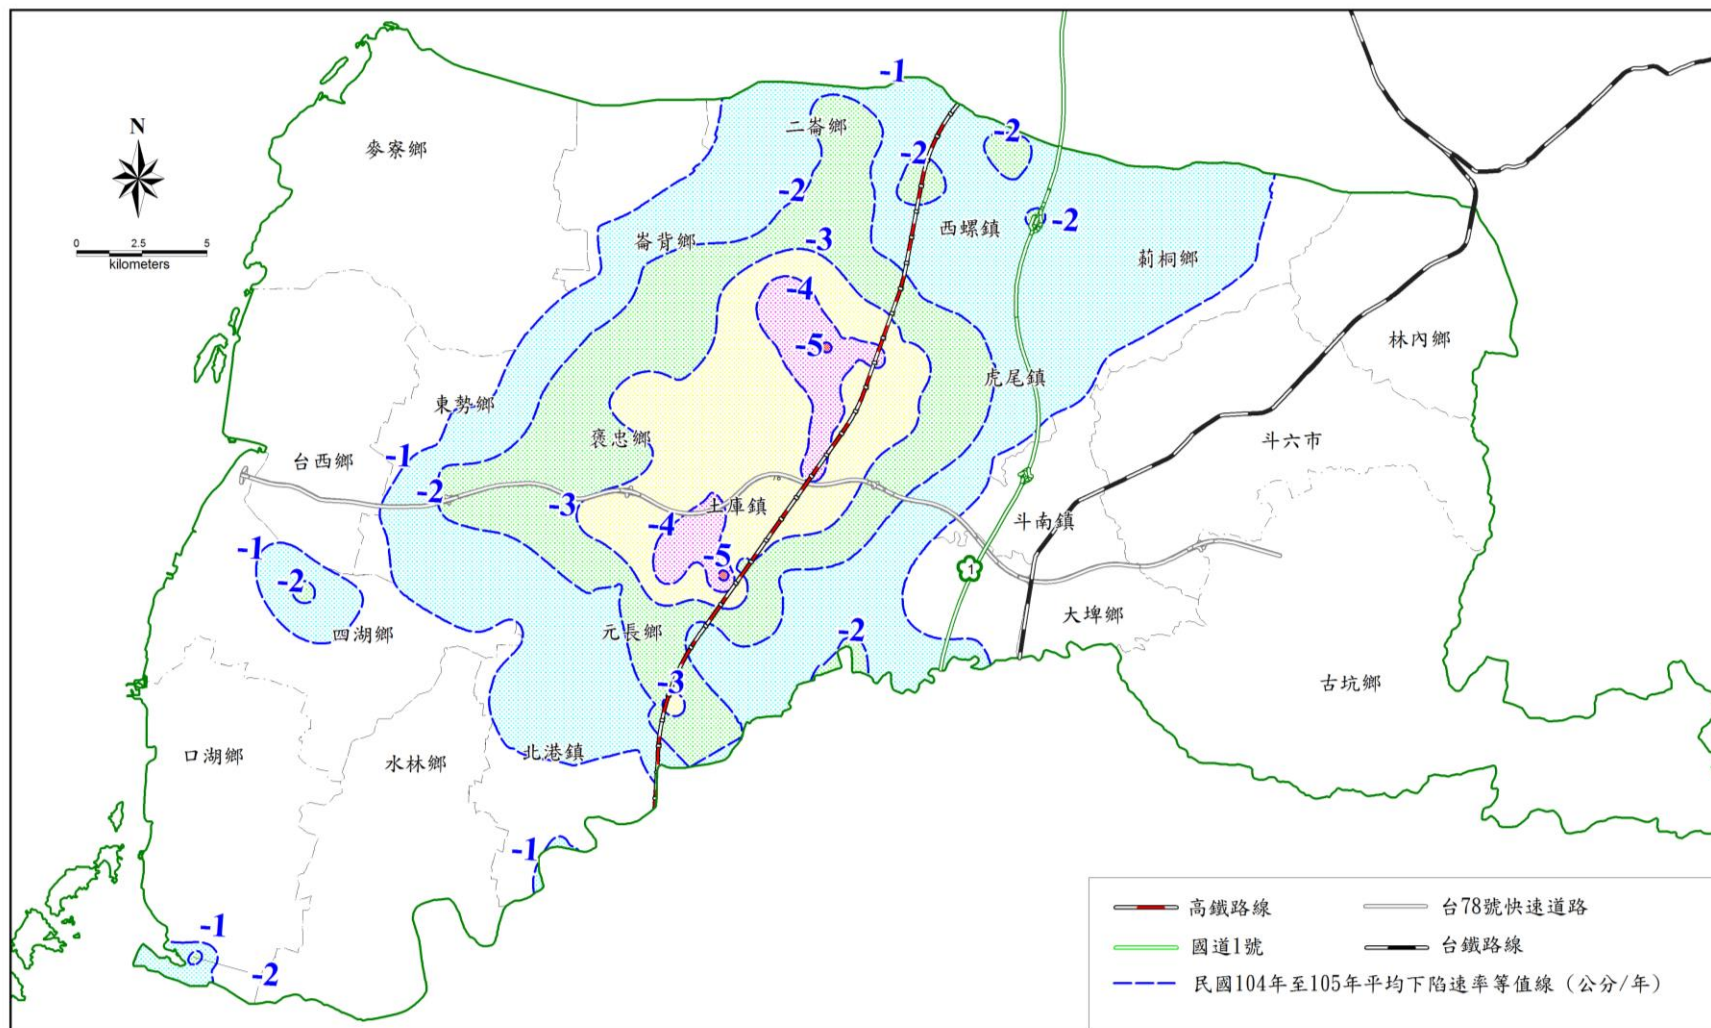 -1
N
麥寮鄉
二崙鄉
-2
-2
-2
0 2.5 5
kilometers
崙背鄉
-3
西螺鎮
-2
莿桐鄉
-4
-5
林內鄉
東勢鄉
虎尾鎮
褒忠鄉
斗六市
-1
台西鄉
-2
78
-3
土庫鎮
-4
斗南鎮
-1
-5
1
-2
四湖鄉
元長鄉
-2
大埤鄉
-3
古坑鄉
口湖鄉
水林鄉
北港鎮
-1
-1
-2
高鐵路線
台78號快速道路
國道1號
台鐵路線
民國104年至105年平均下陷速率等值線 (公分/年)